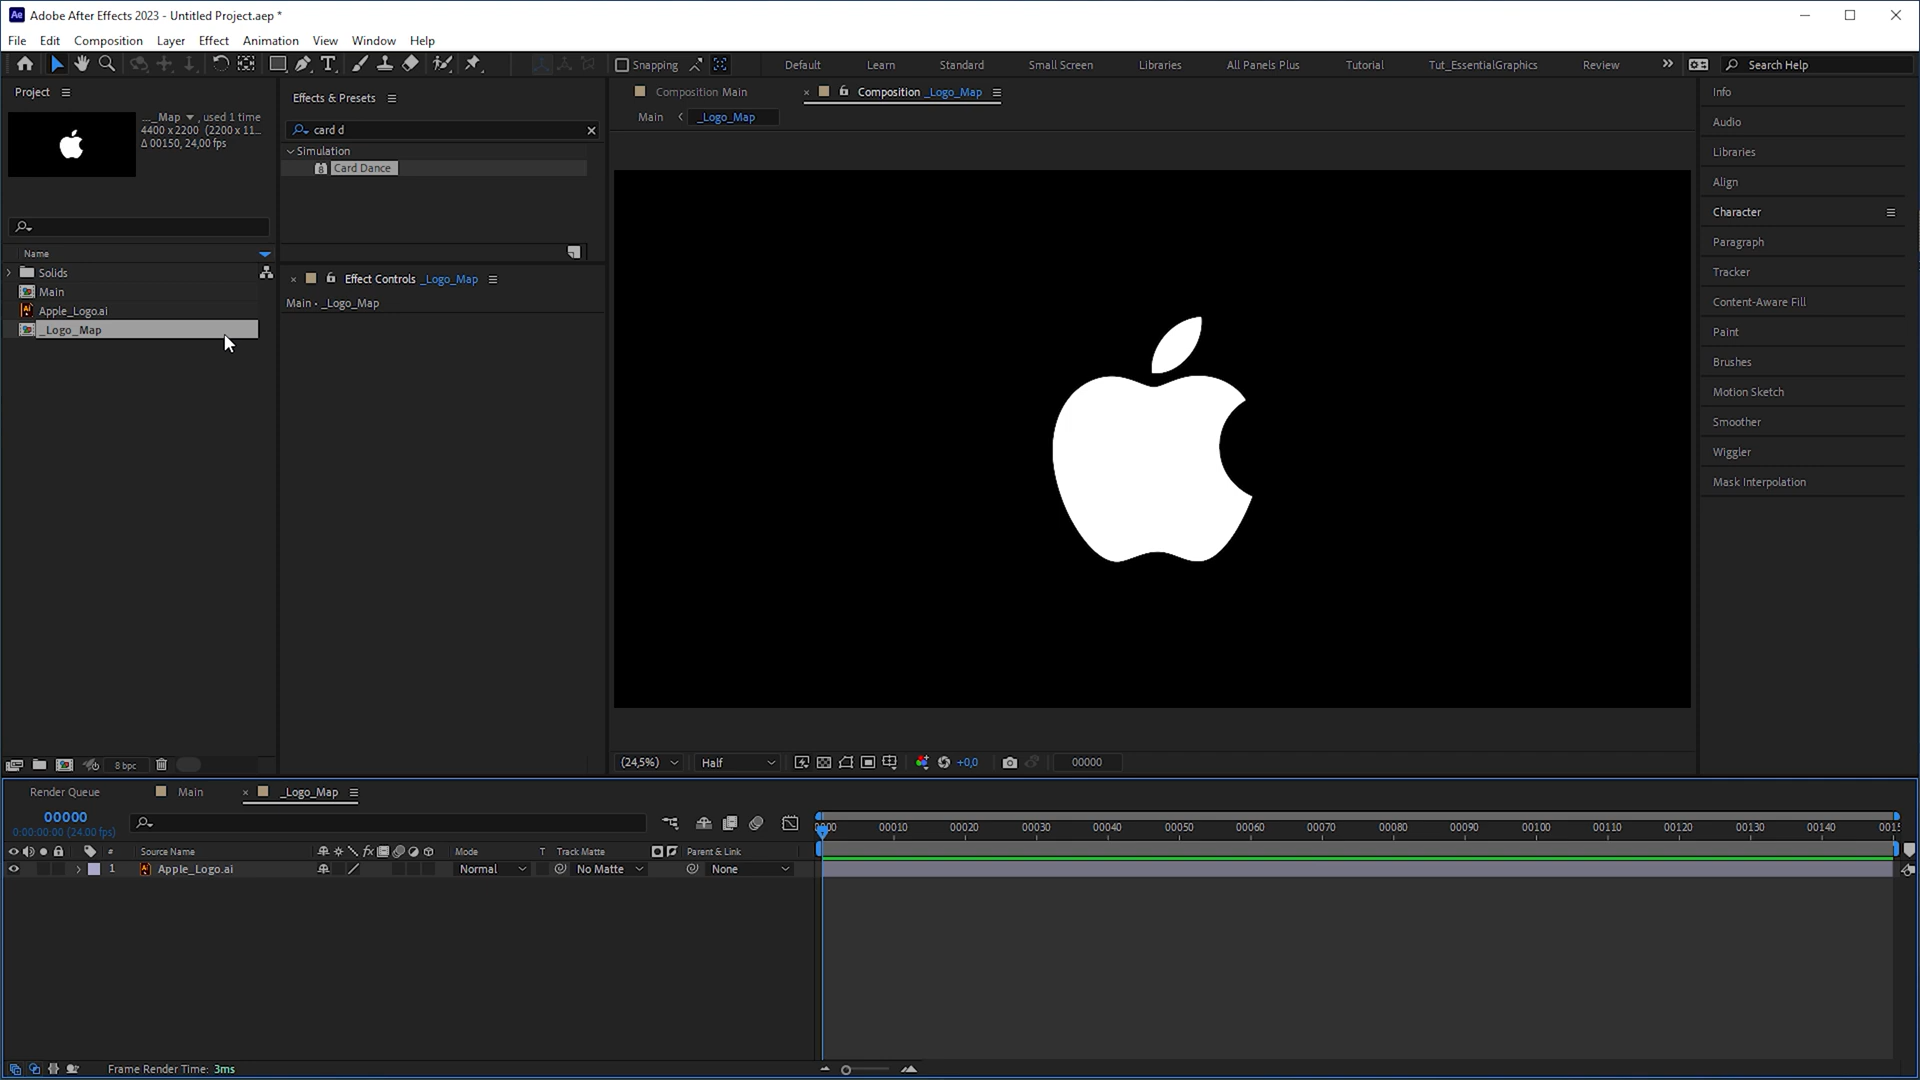 Ae Adobe After Effects 2023 - Untitled Project.aep *
File Edit Composition Layer Effect Animation View Window Help
Snapping Default Learn Standard Small Screen Libraries All Panels Plus Tutorial Tut_EssentialGraphics Review Search Help
Project
..._Map , used 1 time
4400 x 2200 (2200 x 11...
Δ 00150, 24,00 fps
Name
Solids
Main
Apple_Logo.ai
_Logo_Map
8 bpc
Effects & Presets
card d
Simulation
Card Dance
Effect Controls _Logo_Map
Main · _Logo_Map
Composition Main
Composition _Logo_Map
Main
_Logo_Map
(24,5%)
Half
+0,0
00000
Info
Audio
Libraries
Align
Character
Paragraph
Tracker
Content-Aware Fill
Paint
Brushes
Motion Sketch
Smoother
Wiggler
Mask Interpolation
Render Queue
Main
_Logo_Map
00000
0:00:00:00 (24.00 fps)
00010 00020 00030 00040 00050 00060 00070 00080 00090 00100 00110 00120 00130 00140
# Source Name Mode T Track Matte Parent & Link
1 Apple_Logo.ai Normal No Matte None
Frame Render Time: 3ms